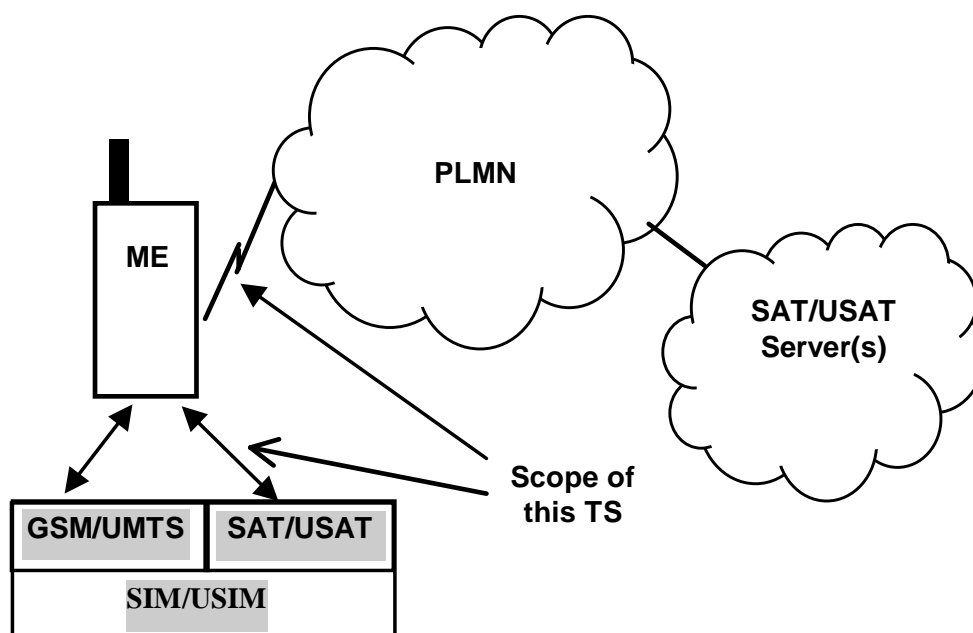 PLMN
ME
SAT/USAT
Server(s)
Scope of
this TS
GSM/UMTS
SAT/USAT
SIM/USIM